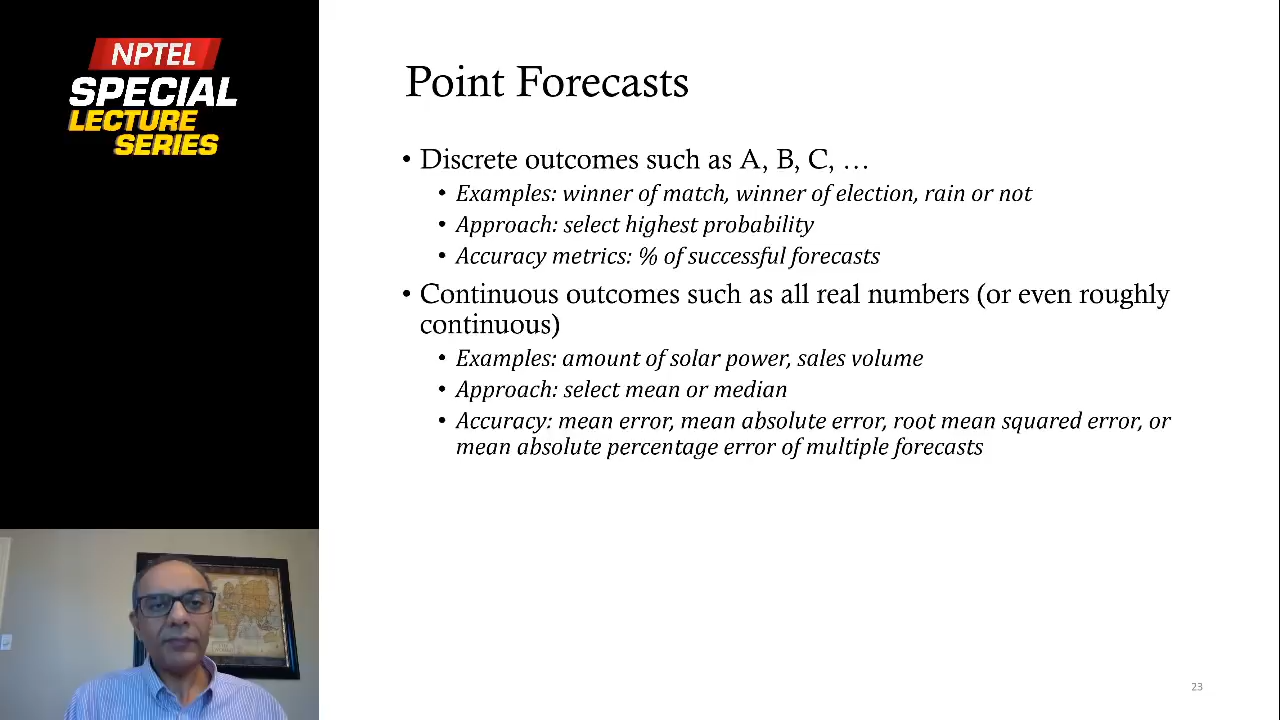 NPTEL
SPECIAL
LECTURE
SERIES
Point Forecasts
• Discrete outcomes such as A, B, C, …
• Examples: winner of match, winner of election, rain or not
• Approach: select highest probability
• Accuracy metrics: % of successful forecasts
• Continuous outcomes such as all real numbers (or even roughly
continuous)
• Examples: amount of solar power, sales volume
• Approach: select mean or median
• Accuracy: mean error, mean absolute error, root mean squared error, or
mean absolute percentage error of multiple forecasts
23